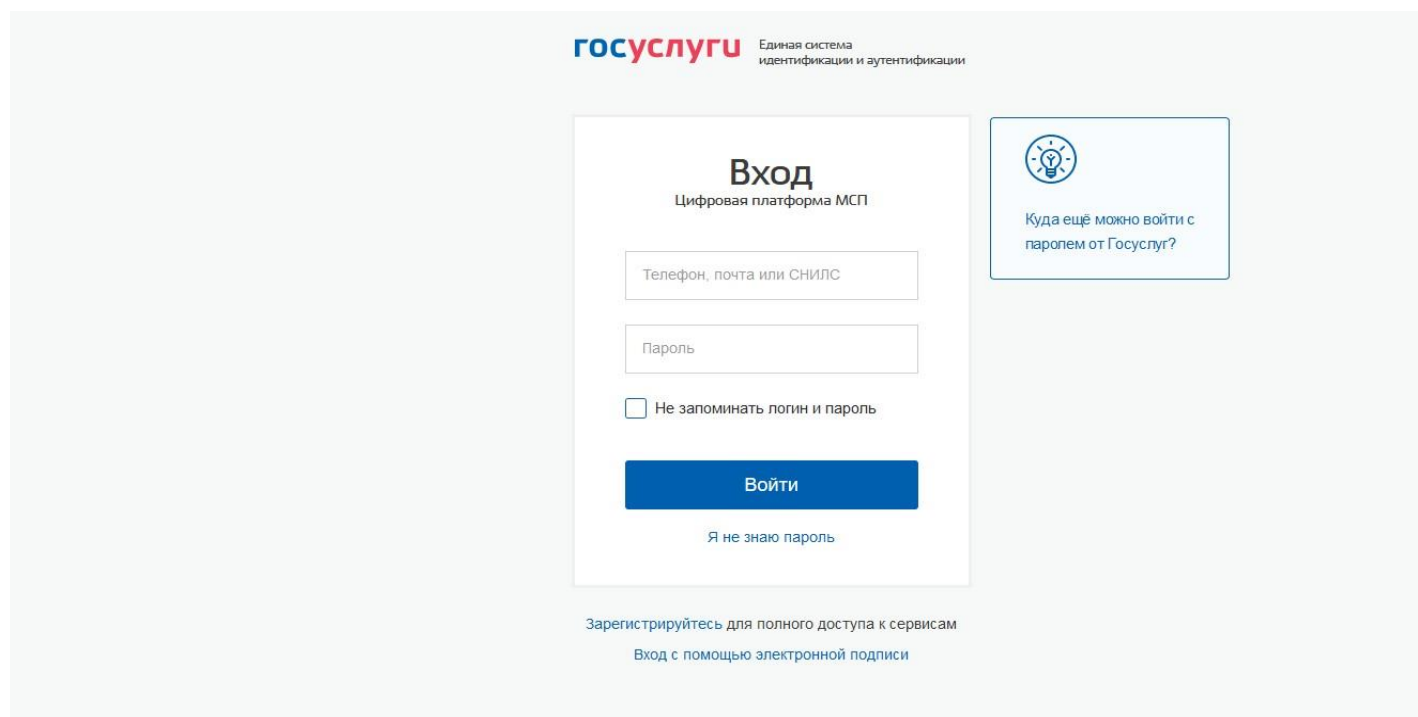 госуслуги
Единая система
идентификации и аутентификации
Вход
Цифровая платформа МСП
Телефон, почта или СНИЛС
Пароль
Не запоминать логин и пароль
Войти
Я не знаю пароль
Зарегистрируйтесь для полного доступа к сервисам
Вход с помощью электронной подписи
Куда ещё можно войти с
паролем от Госуслуг?